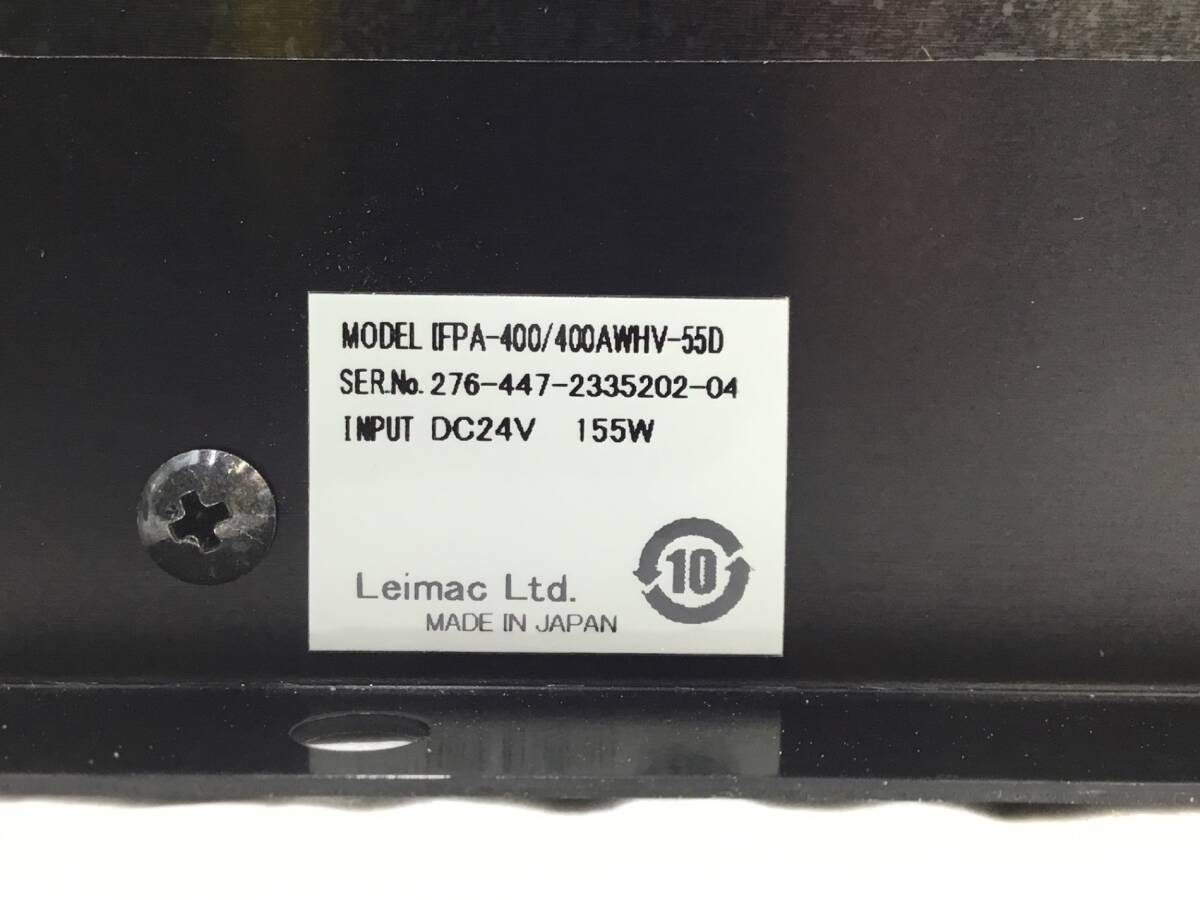 MODEL IFPA-400/400AWHV-55D
SER.No. 276-447-2335202-04
INPUT DC24V 155W
10
Leimac Ltd.
MADE IN JAPAN